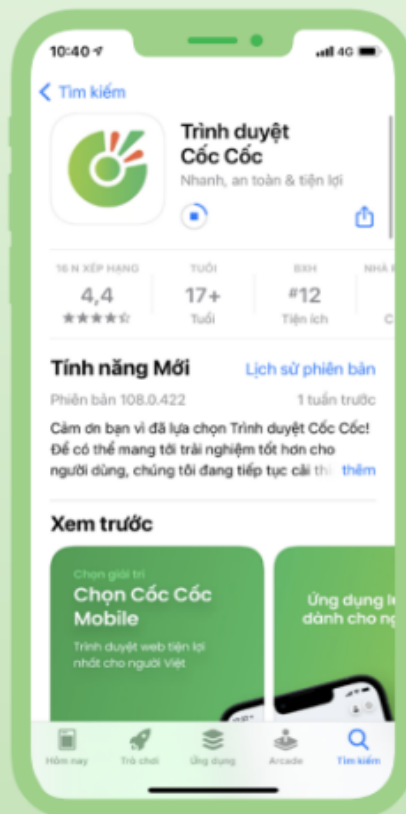 10:40
4G
Tìm kiếm
Trình duyệt
Cốc Cốc
Nhanh, an toàn & tiện lợi
16 N XẾP HẠNG
TUỔI
BXH
NHÀ
4,4
17+
#12
Tuổi
Tiện ích
Tính năng Mới
Lịch sử phiên bản
Phiên bản 108.0.422
1 tuần trước
Cảm ơn bạn vì đã lựa chọn Trình duyệt Cốc Cốc!
Để có thể mang tới trải nghiệm tốt hơn cho
người dùng, chúng tôi đang tiếp tục cải thi thêm
Xem trước
Chọn giải trí
Chọn Cốc Cốc
Mobile
Trình duyệt web tiện lợi
nhất cho người Việt
Ứng dụng
dành cho
Hôm nay
Trò chơi
Ứng dụng
Arcade
Tìm kiếm